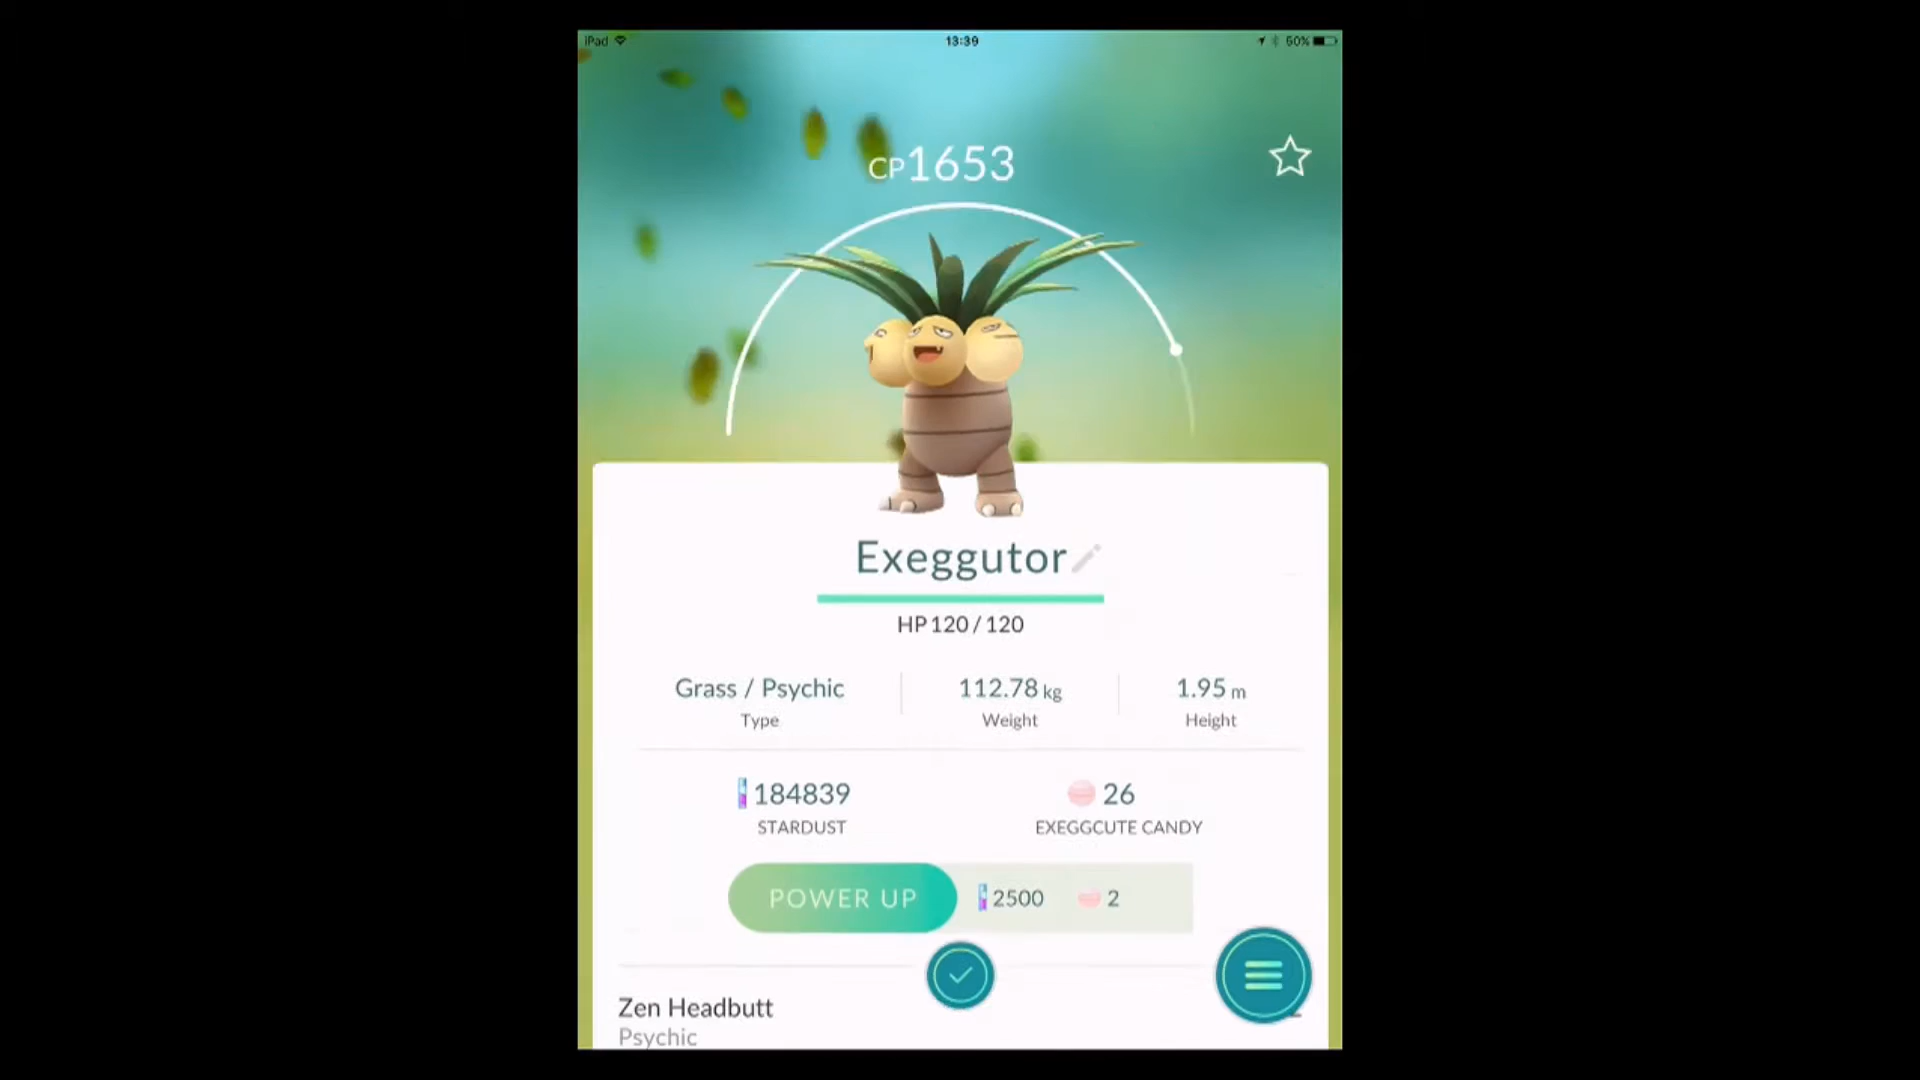 iPad 13:39 50%
CP1653
Exeggutor
HP 120 / 120
Grass / Psychic 112.78 kg 1.95 m
Type Weight Height
184839 26
STARDUST EXEGGCUTE CANDY
POWER UP 2500 2
Zen Headbutt
Psychic